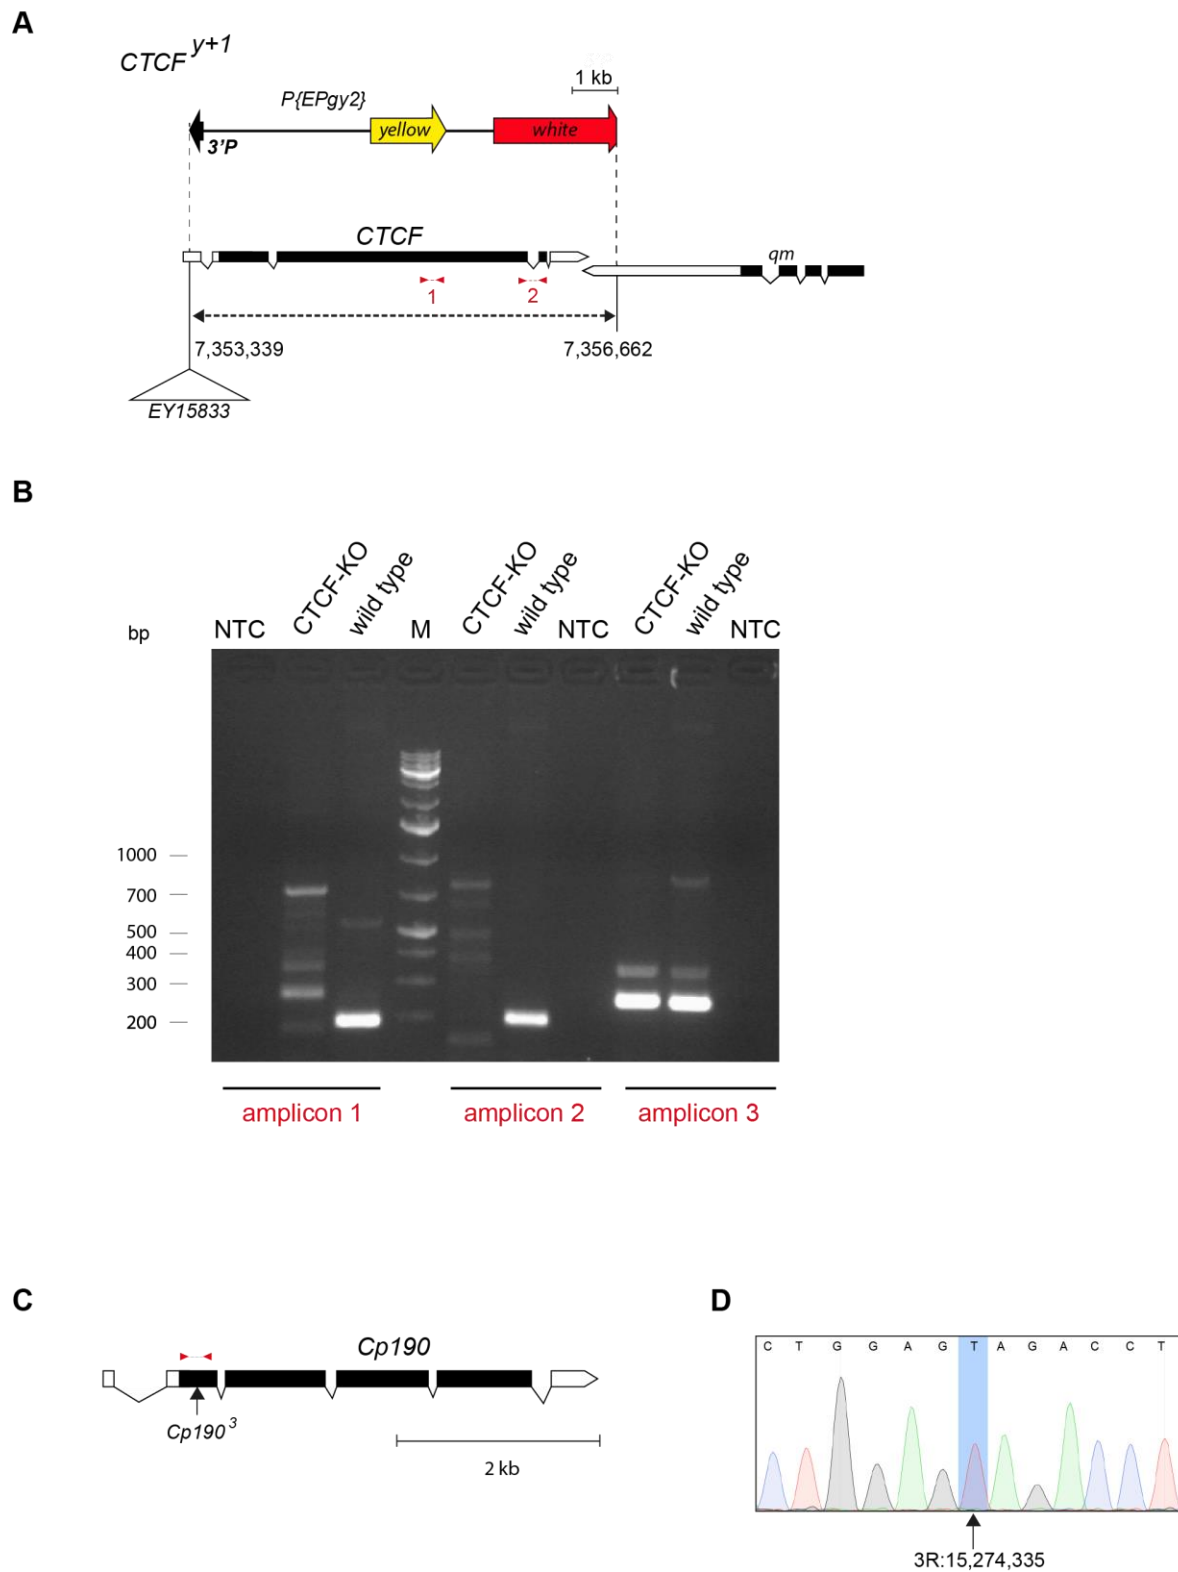 A
CTCF y+1
1 kb
P{EPgy2}
yellow
white
3'P
CTCF
qm
1
2
7,353,339
7,356,662
EY15833
B
bp
NTC
CTCF-KO
wild type
M
CTCF-KO
wild type
NTC
CTCF-KO
wild type
NTC
1000
700
500
400
300
200
amplicon 1
amplicon 2
amplicon 3
C
Cp190
Cp190 3
2 kb
D
C T G G A G T A G A C C T
3R:15,274,335